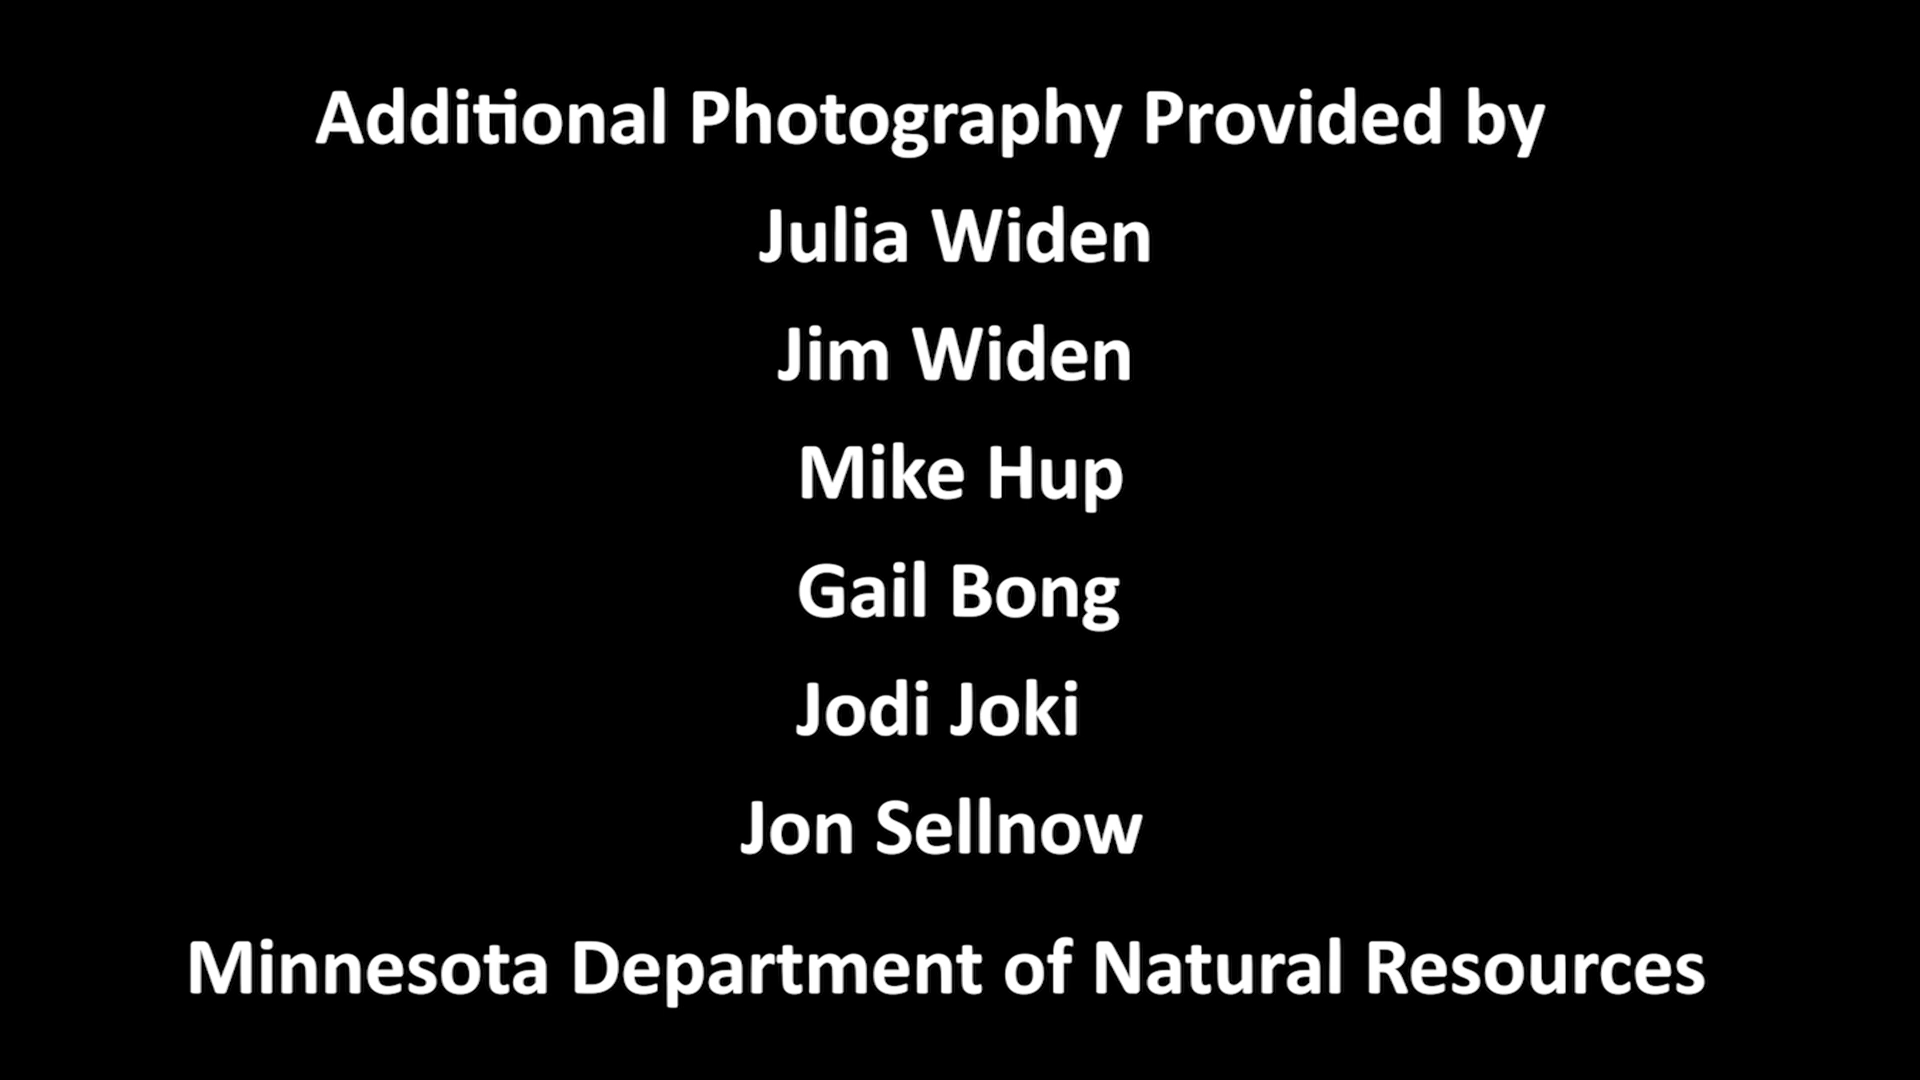 Additional Photography Provided by
Julia Widen
Jim Widen
Mike Hup
Gail Bong
Jodi Joki
Jon Sellnow
Minnesota Department of Natural Resources